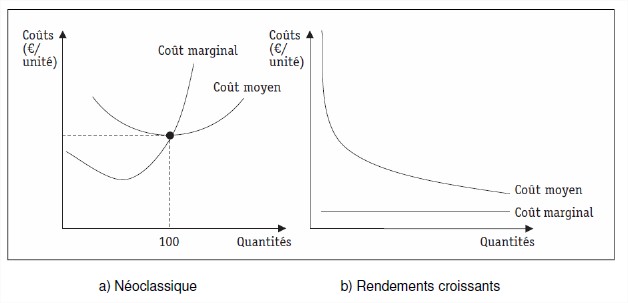 Coûts
(€/
unité)
Coût marginal
Coût moyen
100
Quantités
a) Néoclassique
Coûts
(€/
unité)
Coût moyen
Coût marginal
Quantités
b) Rendements croissants